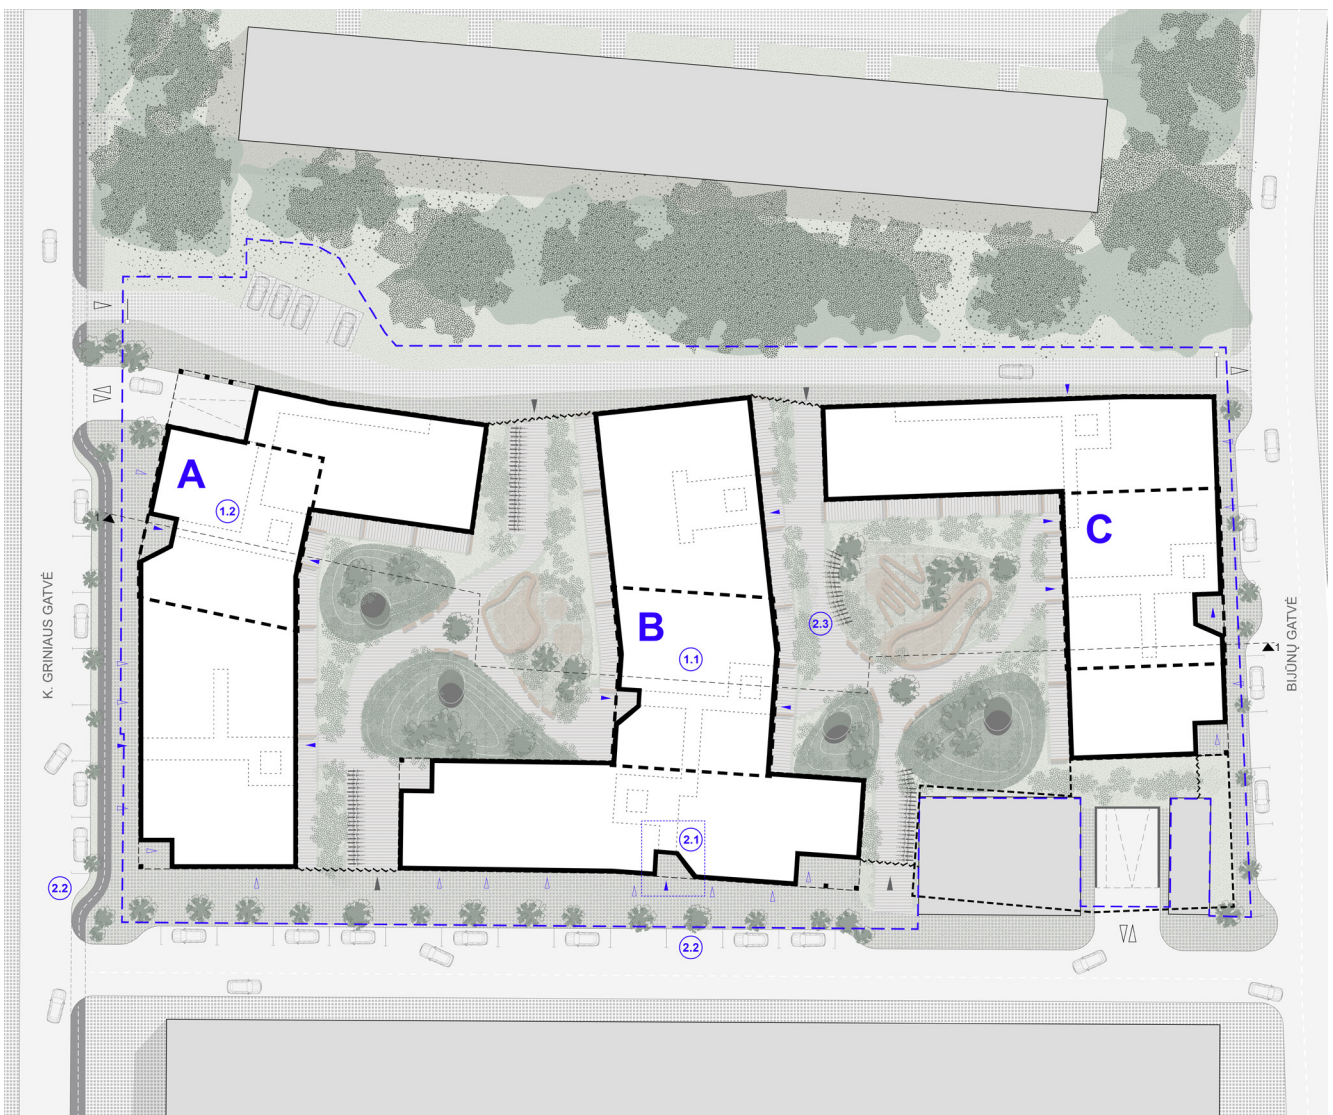 A
1.2
C
K. GRINIAUS GATVĖ
B
2.3
1.1
1
BIJŪNŲ GATVĖ
2.1
2.2
2.2